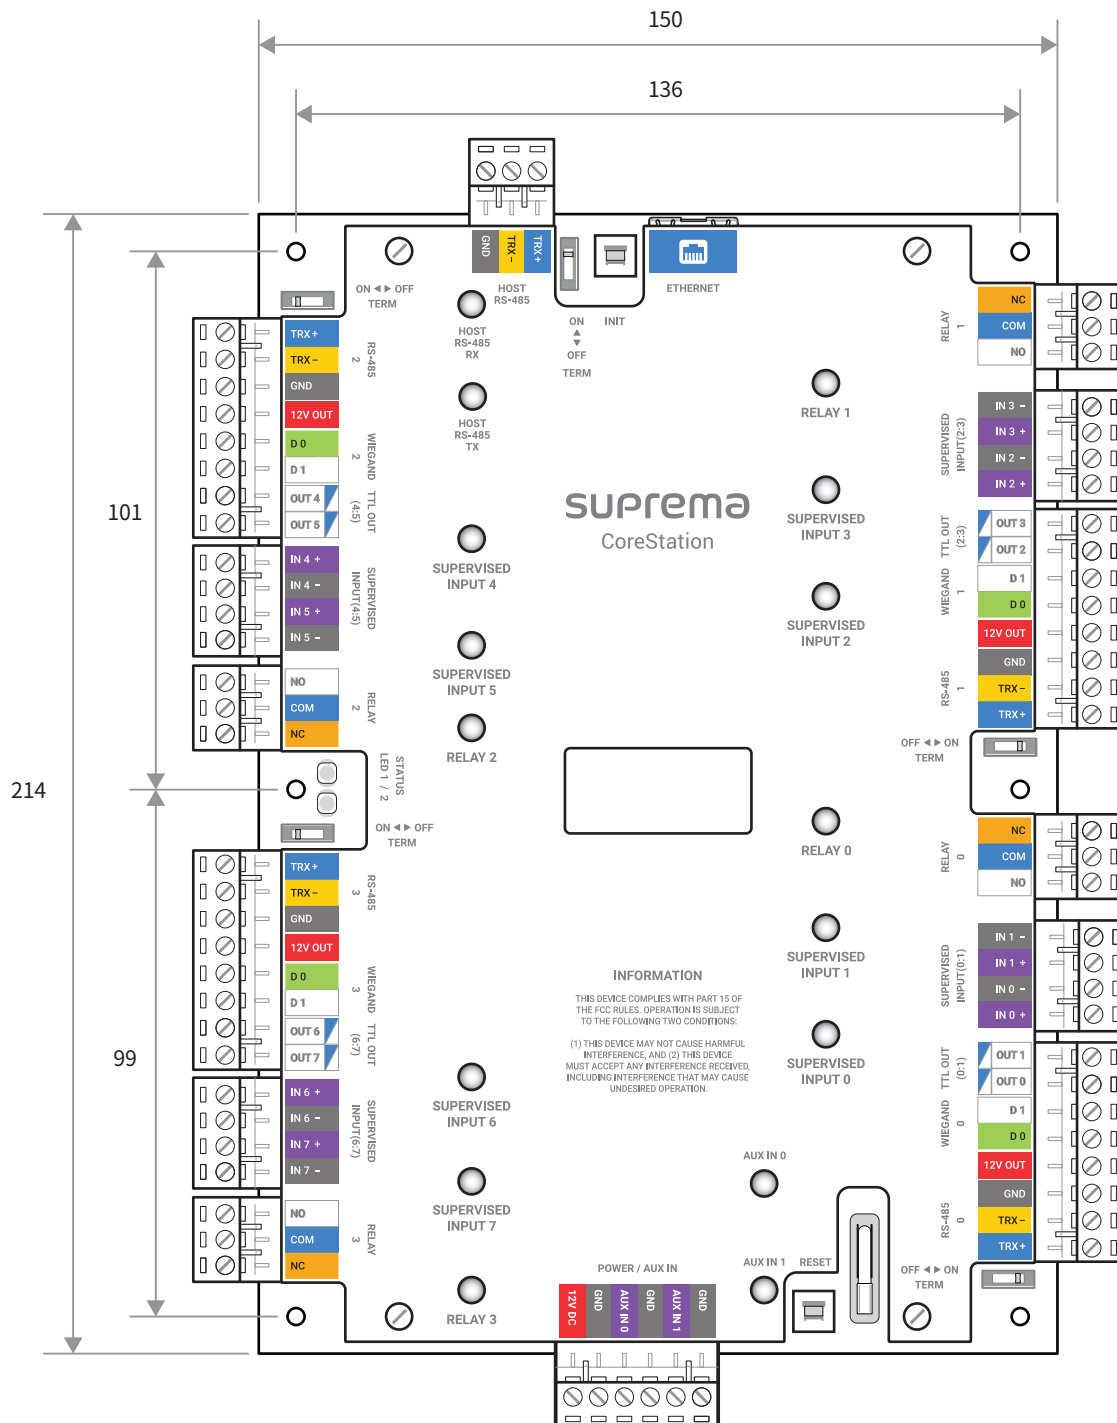 150
136
214
101
99
GND
TRX −
TRX+
HOST
RS-485
ON
OFF
TERM
INIT
ETHERNET
ON ◄ ► OFF
TERM
HOST
RS-485
RX
HOST
RS-485
TX
TRX+
TRX −
GND
RS-485
2
12V OUT
D 0
D 1
WIEGAND
2
OUT 4
OUT 5
TTL OUT
(4:5)
IN 4 +
IN 4 −
IN 5 +
IN 5 −
SUPERVISED
INPUT(4:5)
NO
COM
NC
RELAY
2
STATUS
LED 1 / 2
ON ◄ ► OFF
TERM
TRX+
TRX −
GND
RS-485
3
12V OUT
D 0
D 1
WIEGAND
3
OUT 6
OUT 7
TTL OUT
(6:7)
IN 6 +
IN 6 −
IN 7 +
IN 7 −
SUPERVISED
INPUT(6:7)
NO
COM
NC
RELAY
3
SUPERVISED
INPUT 4
SUPERVISED
INPUT 5
RELAY 2
SUPERVISED
INPUT 6
SUPERVISED
INPUT 7
RELAY 3
suprema
CoreStation
RELAY 1
SUPERVISED
INPUT 3
SUPERVISED
INPUT 2
RELAY 0
SUPERVISED
INPUT 1
SUPERVISED
INPUT 0
INFORMATION
THIS DEVICE COMPLIES WITH PART 15 OF
THE FCC RULES. OPERATION IS SUBJECT
TO THE FOLLOWING TWO CONDITIONS:
(1) THIS DEVICE MAY NOT CAUSE HARMFUL
INTERFERENCE, AND (2) THIS DEVICE
MUST ACCEPT ANY INTERFERENCE RECEIVED,
INCLUDING INTERFERENCE THAT MAY CAUSE
UNDESIRED OPERATION.
AUX IN 0
AUX IN 1
RESET
POWER / AUX IN
12V DC
GND
AUX IN 0
GND
AUX IN 1
GND
RELAY
1
NC
COM
NO
SUPERVISED
INPUT(2:3)
IN 3 −
IN 3 +
IN 2 −
IN 2 +
TTL OUT
(2:3)
OUT 3
OUT 2
WIEGAND
1
D 1
D 0
12V OUT
RS-485
1
GND
TRX −
TRX+
OFF ◄ ► ON
TERM
RELAY
0
NC
COM
NO
SUPERVISED
INPUT(0:1)
IN 1 −
IN 1 +
IN 0 −
IN 0 +
TTL OUT
(0:1)
OUT 1
OUT 0
WIEGAND
0
D 1
D 0
12V OUT
RS-485
0
GND
TRX −
TRX+
OFF ◄ ► ON
TERM